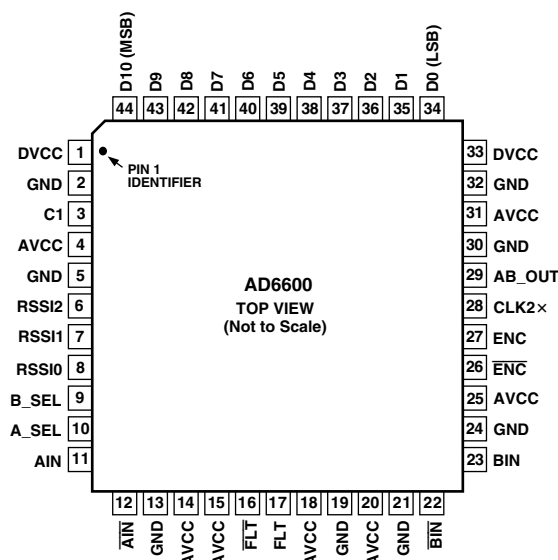 D10 (MSB)
D9
D8
D7
D6
D5
D4
D3
D2
D1
D0 (LSB)
44 43 42 41 40 39 38 37 36 35 34
DVCC 1
GND 2
C1 3
AVCC 4
GND 5
RSSI2 6
RSSI1 7
RSSI0 8
B_SEL 9
A_SEL 10
AIN 11
PIN 1
IDENTIFIER
AD6600
TOP VIEW
(Not to Scale)
33 DVCC
32 GND
31 AVCC
30 GND
29 AB_OUT
28 CLK2×
27 ENC
26 E̅N̅C̅
25 AVCC
24 GND
23 BIN
12 13 14 15 16 17 18 19 20 21 22
A̅I̅N̅
GND
AVCC
AVCC
F̅L̅T̅
FLT
AVCC
GND
AVCC
GND
B̅I̅N̅